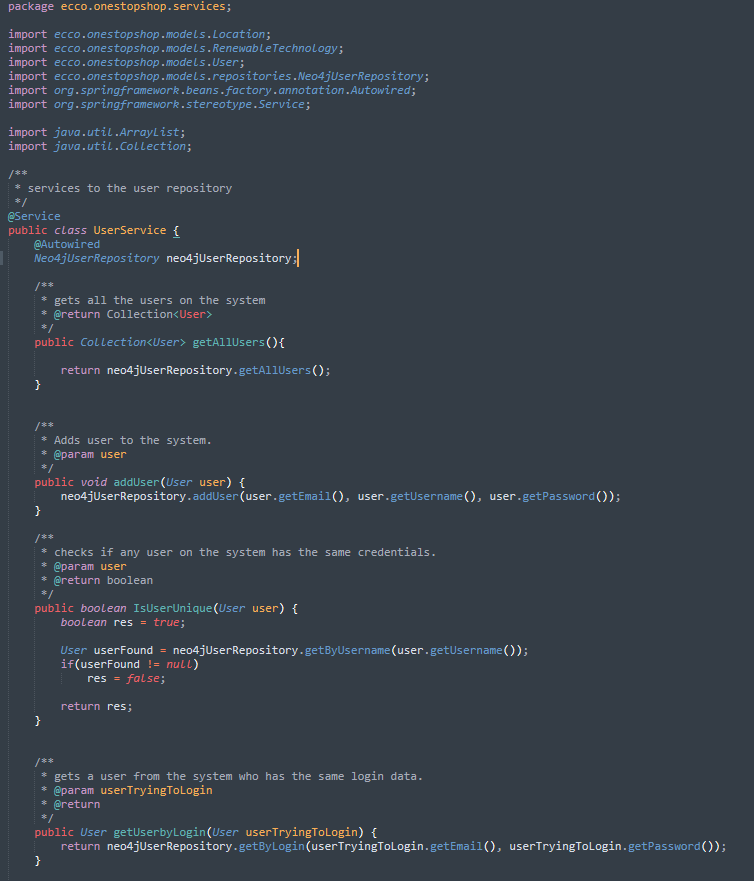 package ecco.onestopshop.services;
import ecco.onestopshop.models.Location;
import ecco.onestopshop.models.RenewableTechnology;
import ecco.onestopshop.models.User;
import ecco.onestopshop.models.repositories.Neo4jUserRepository;
import org.springframework.beans.factory.annotation.Autowired;
import org.springframework.stereotype.Service;
import java.util.ArrayList;
import java.util.Collection;
/**
 * services to the user repository
 */
@Service
public class UserService {
    @Autowired
    Neo4jUserRepository neo4jUserRepository;
    /**
     * gets all the users on the system
     * @return Collection<User>
     */
    public Collection<User> getAllUsers(){
        return neo4jUserRepository.getAllUsers();
    }
    /**
     * Adds user to the system.
     * @param user
     */
    public void addUser(User user) {
        neo4jUserRepository.addUser(user.getEmail(), user.getUsername(), user.getPassword());
    }
    /**
     * checks if any user on the system has the same credentials.
     * @param user
     * @return boolean
     */
    public boolean IsUserUnique(User user) {
        boolean res = true;
        User userFound = neo4jUserRepository.getByUsername(user.getUsername());
        if(userFound != null)
            res = false;
        return res;
    }
    /**
     * gets a user from the system who has the same login data.
     * @param userTryingToLogin
     * @return
     */
    public User getUserbyLogin(User userTryingToLogin) {
        return neo4jUserRepository.getByLogin(userTryingToLogin.getEmail(), userTryingToLogin.getPassword());
    }